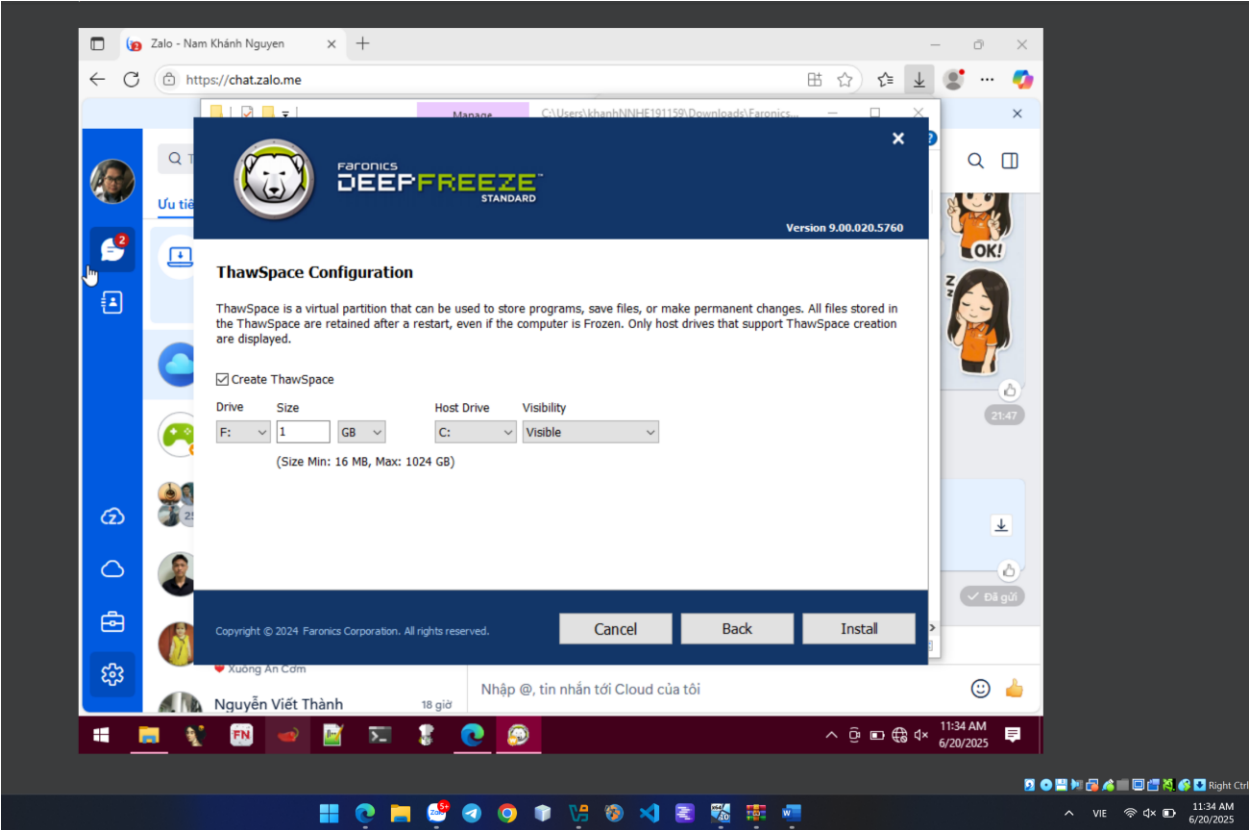 Zalo - Nam Khánh Nguyen
https://chat.zalo.me
Manage
C:\Users\khanhNNHE191159\Downloads\Faronics...
Ưu tiê
2
FARONICS
DEEPFREEZE
STANDARD
Version 9.00.020.5760
OK!
ThawSpace Configuration
ThawSpace is a virtual partition that can be used to store programs, save files, or make permanent changes. All files stored in
the ThawSpace are retained after a restart, even if the computer is Frozen. Only host drives that support ThawSpace creation
are displayed.
Create ThawSpace
Drive Size Host Drive Visibility
F: 1 GB C: Visible
(Size Min: 16 MB, Max: 1024 GB)
21:47
Đã gửi
Copyright © 2024 Faronics Corporation. All rights reserved.
Cancel Back Install
Xuồng Ăn Cơm
Nguyễn Viết Thành 18 giờ
Nhập @, tin nhắn tới Cloud của tôi
FN
11:34 AM
6/20/2025
Right Ctrl
5+
VIE
11:34 AM
6/20/2025